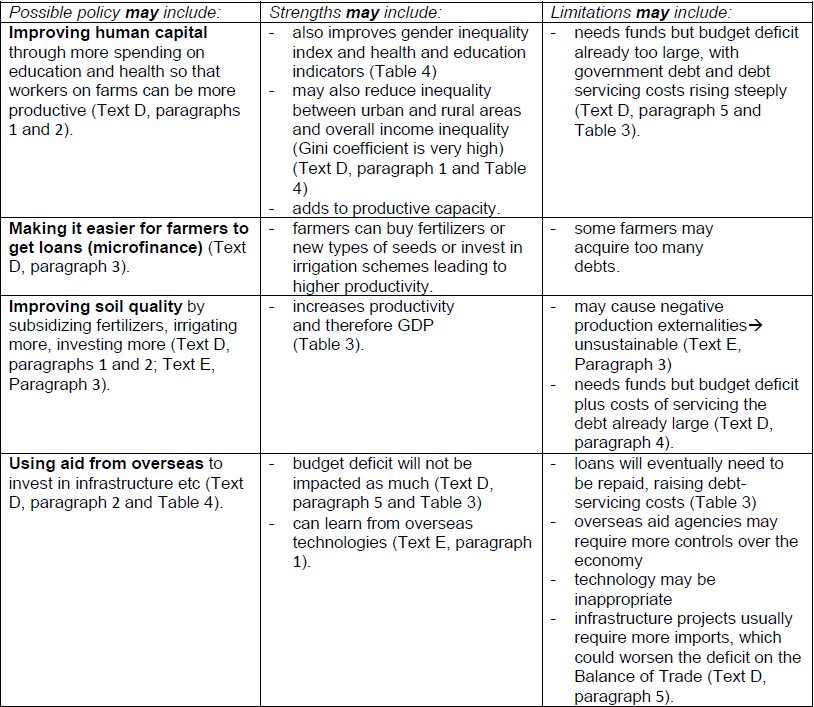 Possible policy may include:
Strengths may include:
Limitations may include:
Improving human capital
through more spending on
education and health so that
workers on farms can be more
productive (Text D, paragraphs
1 and 2).
- also improves gender inequality
index and health and education
indicators (Table 4)
- may also reduce inequality
between urban and rural areas
and overall income inequality
(Gini coefficient is very high)
(Text D, paragraph 1 and Table
4)
- adds to productive capacity.
- needs funds but budget deficit
already too large, with
government debt and debt
servicing costs rising steeply
(Text D, paragraph 5 and
Table 3).
Making it easier for farmers to
get loans (microfinance) (Text
D, paragraph 3).
- farmers can buy fertilizers or
new types of seeds or invest in
irrigation schemes leading to
higher productivity.
- some farmers may
acquire too many
debts.
Improving soil quality by
subsidizing fertilizers, irrigating
more, investing more (Text D,
paragraphs 1 and 2; Text E,
Paragraph 3).
- increases productivity
and therefore GDP
(Table 3).
- may cause negative
production externalities→
unsustainable (Text E,
Paragraph 3)
- needs funds but budget deficit
plus costs of servicing the
debt already large (Text D,
paragraph 4).
Using aid from overseas to
invest in infrastructure etc (Text
D, paragraph 2 and Table 4).
- budget deficit will not be
impacted as much (Text D,
paragraph 5 and Table 3)
- can learn from overseas
technologies (Text E, paragraph
1).
- loans will eventually need to
be repaid, raising debt-
servicing costs (Table 3)
- overseas aid agencies may
require more controls over the
economy
- technology may be
inappropriate
- infrastructure projects usually
require more imports, which
could worsen the deficit on the
Balance of Trade (Text D,
paragraph 5).